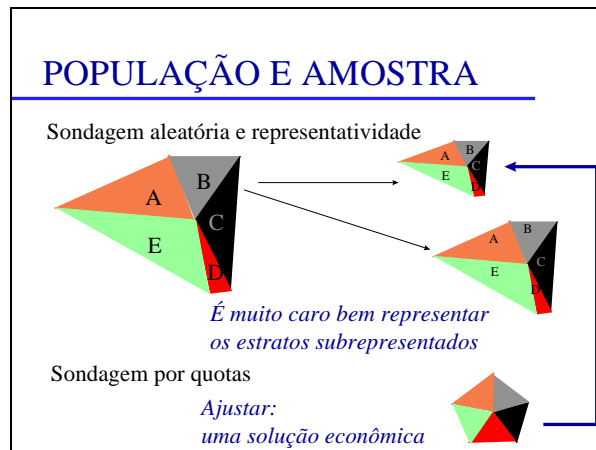 POPULAÇÃO E AMOSTRA
Sondagem aleatória e representatividade
A
B
C
D
E
A
B
C
D
E
A
B
C
D
E
É muito caro bem representar
os estratos subrepresentados
Sondagem por quotas
Ajustar:
uma solução econômica